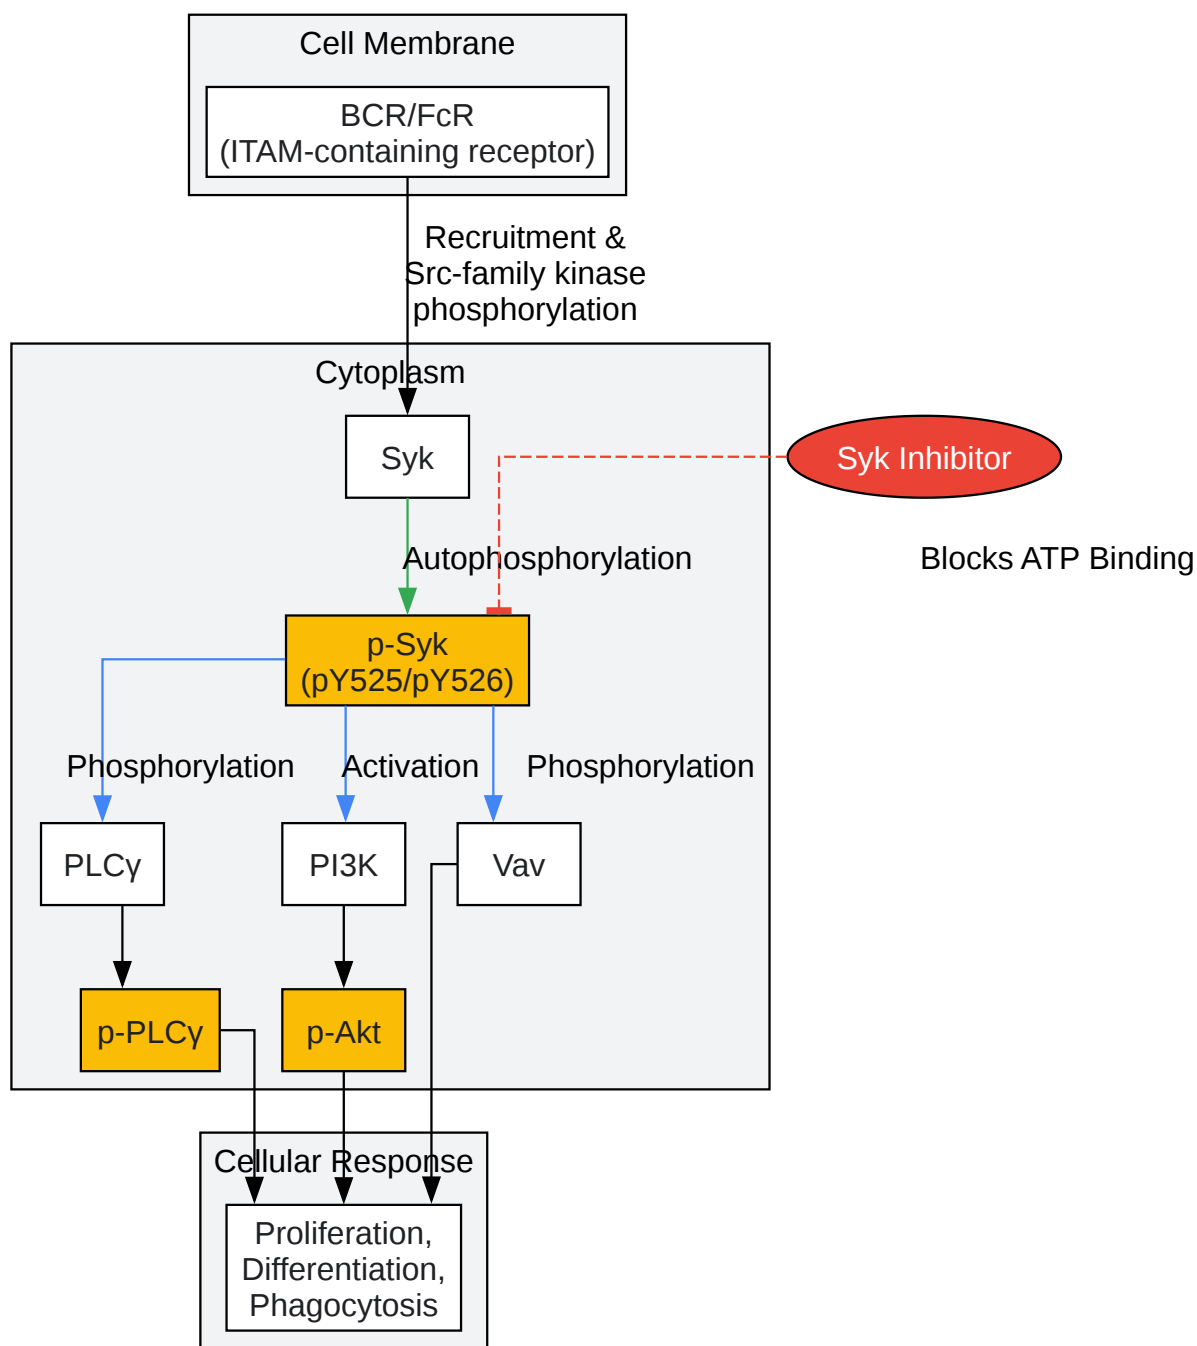 Cell Membrane
BCR/FcR
(ITAM-containing receptor)
Recruitment &
Src-family kinase
phosphorylation
Cytoplasm
Syk
Syk Inhibitor
Autophosphorylation
Blocks ATP Binding
p-Syk
(pY525/pY526)
Phosphorylation
Activation
Phosphorylation
PLCγ
PI3K
Vav
p-PLCγ
p-Akt
Cellular Response
Proliferation,
Differentiation,
Phagocytosis